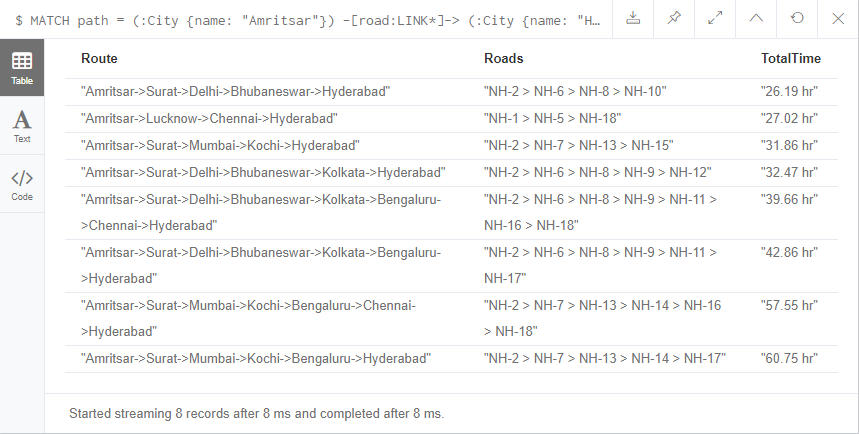 $ MATCH path = (:City {name: "Amritsar"}) -[road:LINK*]-> (:City {name: "H…
Table
Text
Code
Route Roads TotalTime
"Amritsar->Surat->Delhi->Bhubaneswar->Hyderabad" "NH-2 > NH-6 > NH-8 > NH-10" "26.19 hr"
"Amritsar->Lucknow->Chennai->Hyderabad" "NH-1 > NH-5 > NH-18" "27.02 hr"
"Amritsar->Surat->Mumbai->Kochi->Hyderabad" "NH-2 > NH-7 > NH-13 > NH-15" "31.86 hr"
"Amritsar->Surat->Delhi->Bhubaneswar->Kolkata->Hyderabad" "NH-2 > NH-6 > NH-8 > NH-9 > NH-12" "32.47 hr"
"Amritsar->Surat->Delhi->Bhubaneswar->Kolkata->Bengaluru- "NH-2 > NH-6 > NH-8 > NH-9 > NH-11 > "39.66 hr"
>Chennai->Hyderabad" NH-16 > NH-18"
"Amritsar->Surat->Delhi->Bhubaneswar->Kolkata->Bengaluru- "NH-2 > NH-6 > NH-8 > NH-9 > NH-11 > "42.86 hr"
>Hyderabad" NH-17"
"Amritsar->Surat->Mumbai->Kochi->Bengaluru->Chennai- "NH-2 > NH-7 > NH-13 > NH-14 > NH-16 "57.55 hr"
>Hyderabad" > NH-18"
"Amritsar->Surat->Mumbai->Kochi->Bengaluru->Hyderabad" "NH-2 > NH-7 > NH-13 > NH-14 > NH-17" "60.75 hr"
Started streaming 8 records after 8 ms and completed after 8 ms.